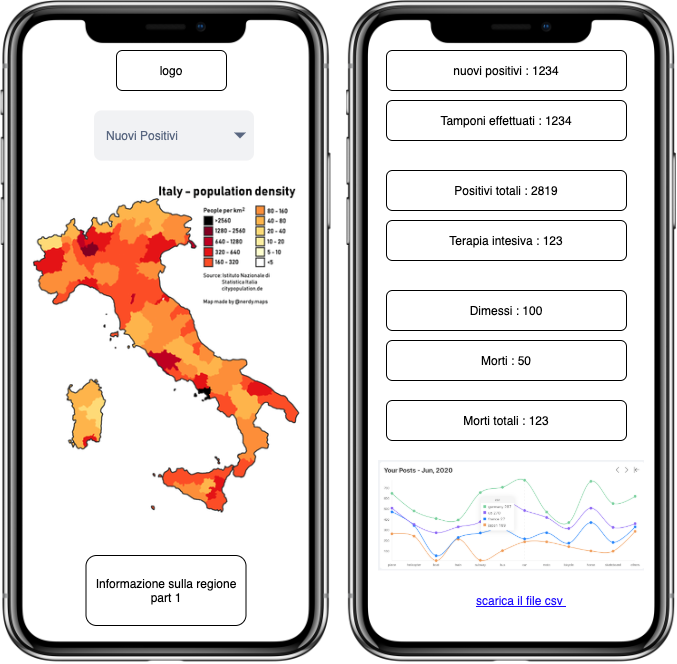 logo
Nuovi Positivi
Italy - population density
People per km²
>2560
1280 - 2560
640 - 1280
320 - 640
160 - 320
80 - 160
40 - 80
20 - 40
10 - 20
5 - 10
<5
Source: Istituto Nazionale di
Statistica Italia
citypopulation.de
Map made by @nerdy.maps
Informazione sulla regione
part 1
nuovi positivi : 1234
Tamponi effettuati : 1234
Positivi totali : 2819
Terapia intesiva : 123
Dimessi : 100
Morti : 50
Morti totali : 123
Your Posts - Jun, 2020
scarica il file csv